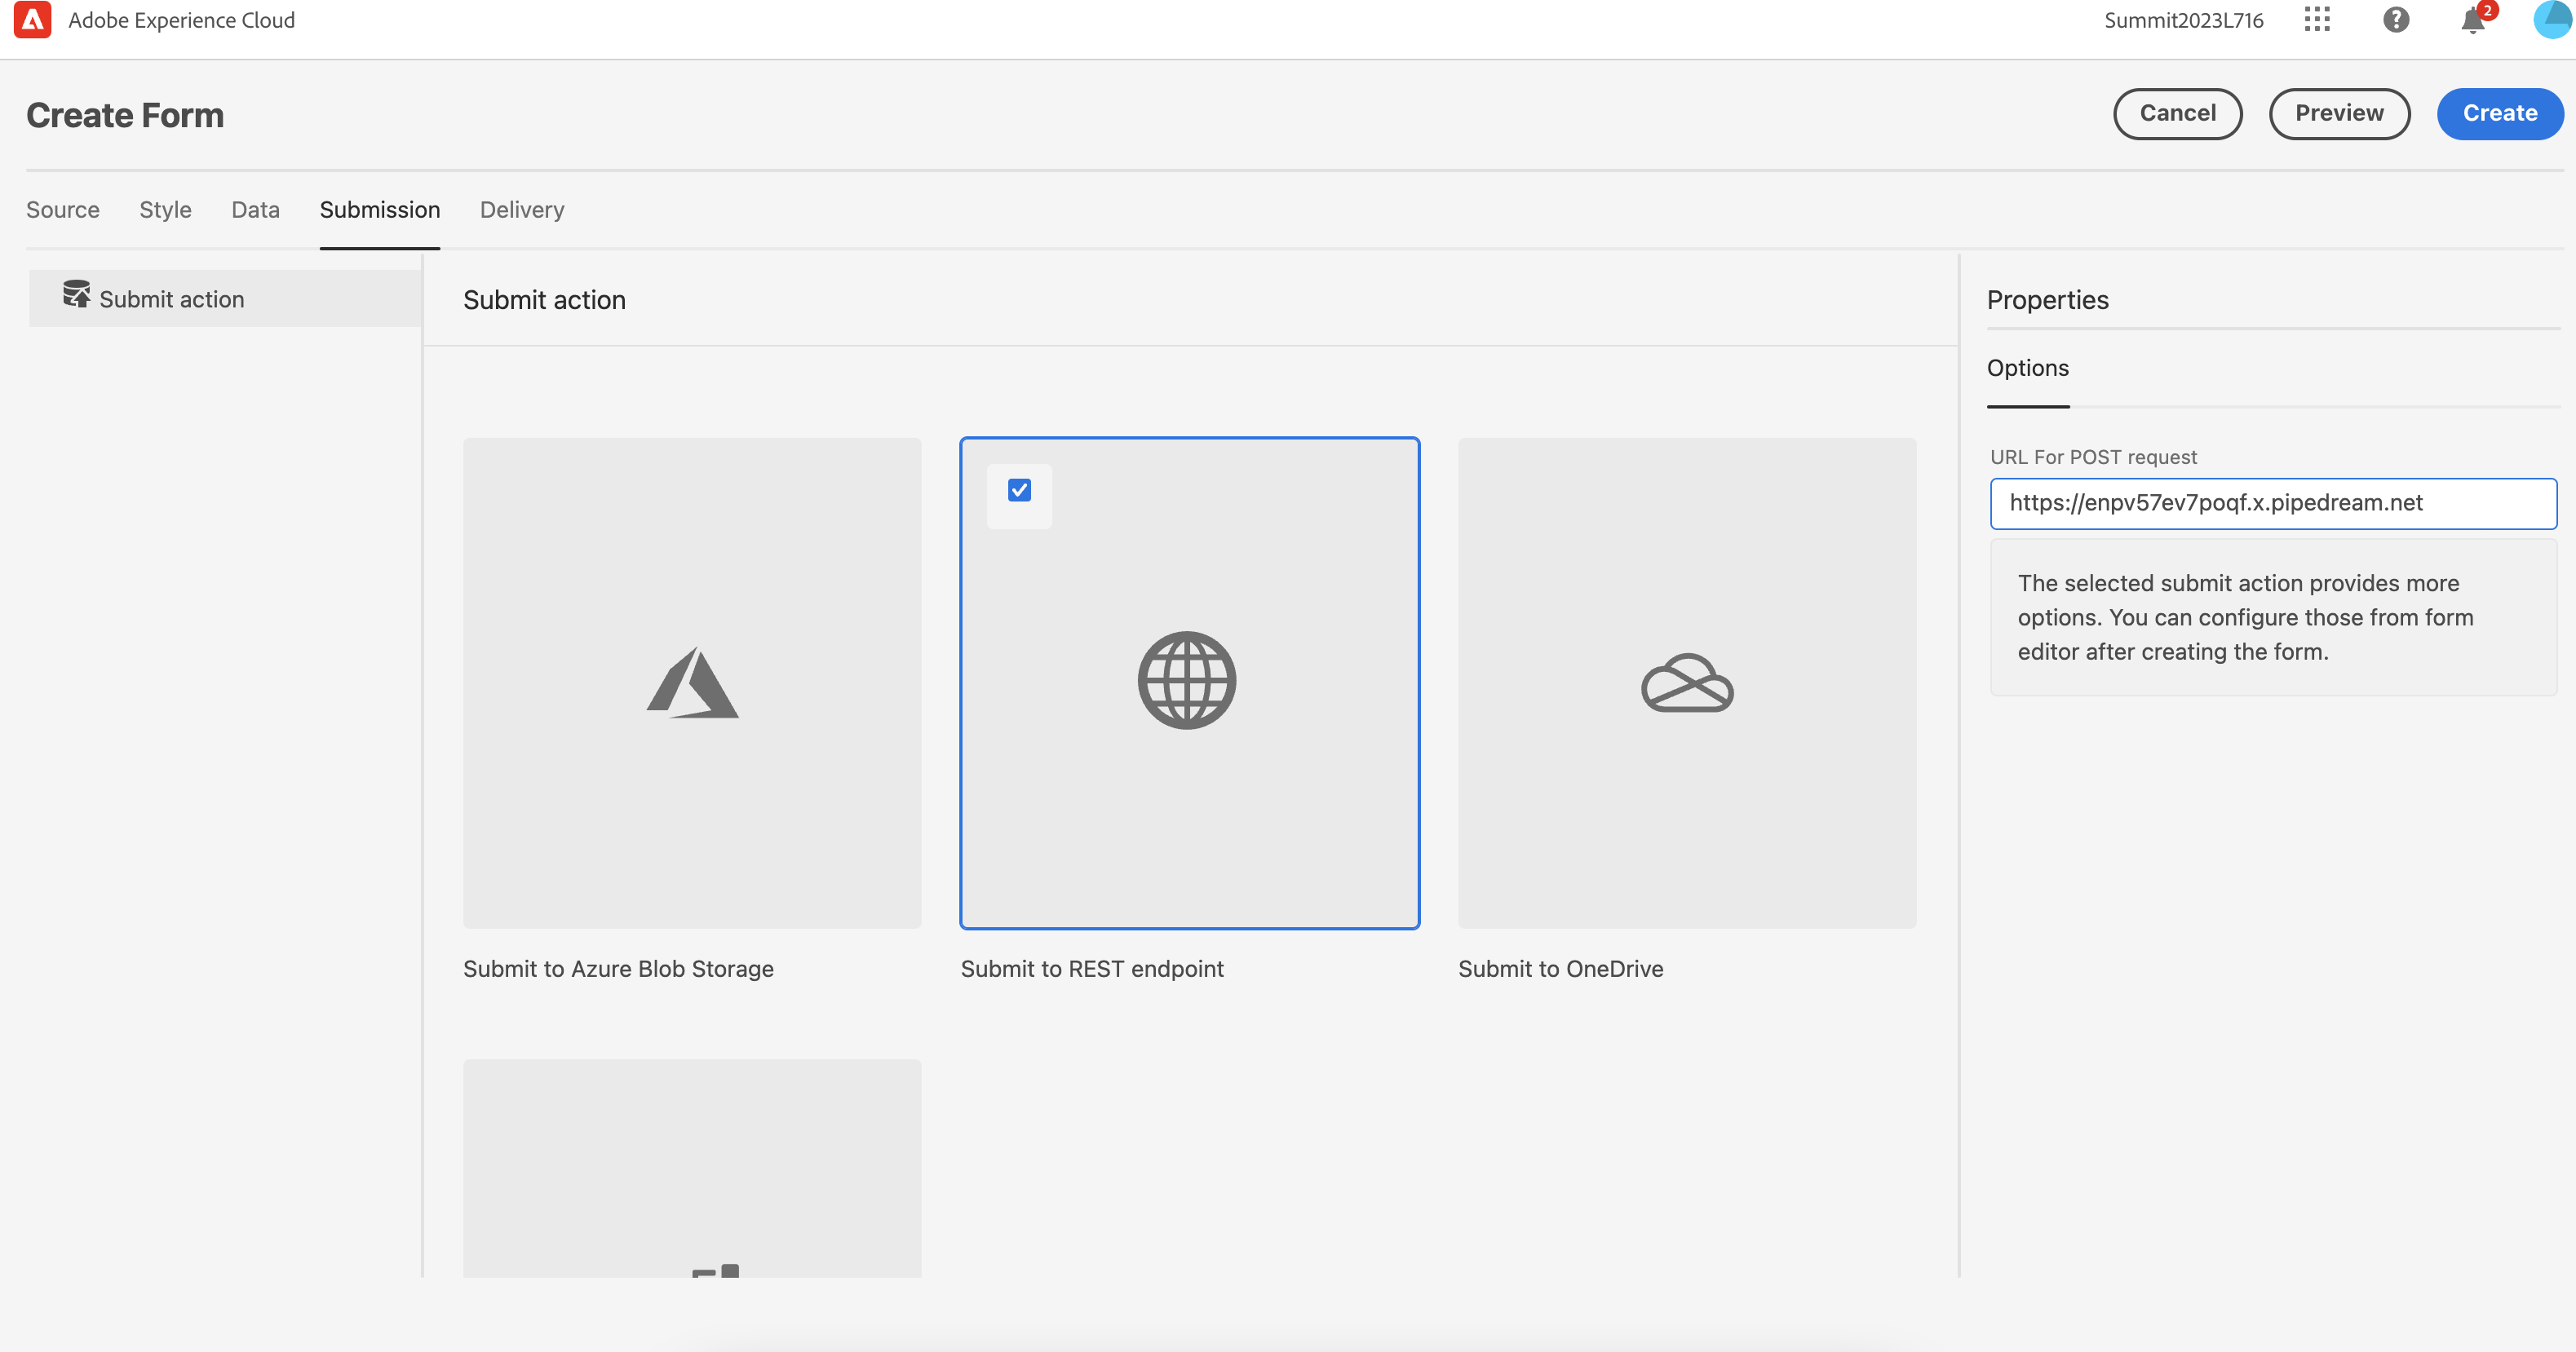 Adobe Experience Cloud
Summit2023L716
2
Create Form
Cancel
Preview
Create
Source
Style
Data
Submission
Delivery
Submit action
Submit action
Submit to Azure Blob Storage
Submit to REST endpoint
Submit to OneDrive
Properties
Options
URL For POST request
https://enpv57ev7poqf.x.pipedream.net
The selected submit action provides more
options. You can configure those from form
editor after creating the form.